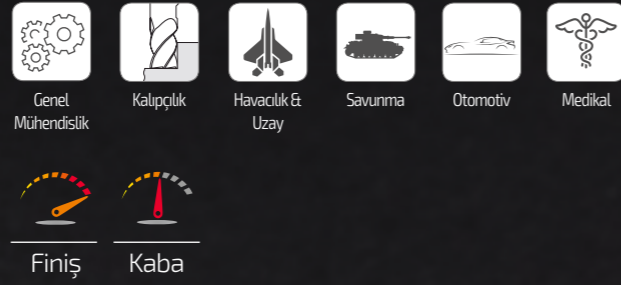 Genel
Mühendislik
Kalıpçılık
Havacılık &
Uzay
Savunma
Otomotiv
Medikal
Finiş
Kaba